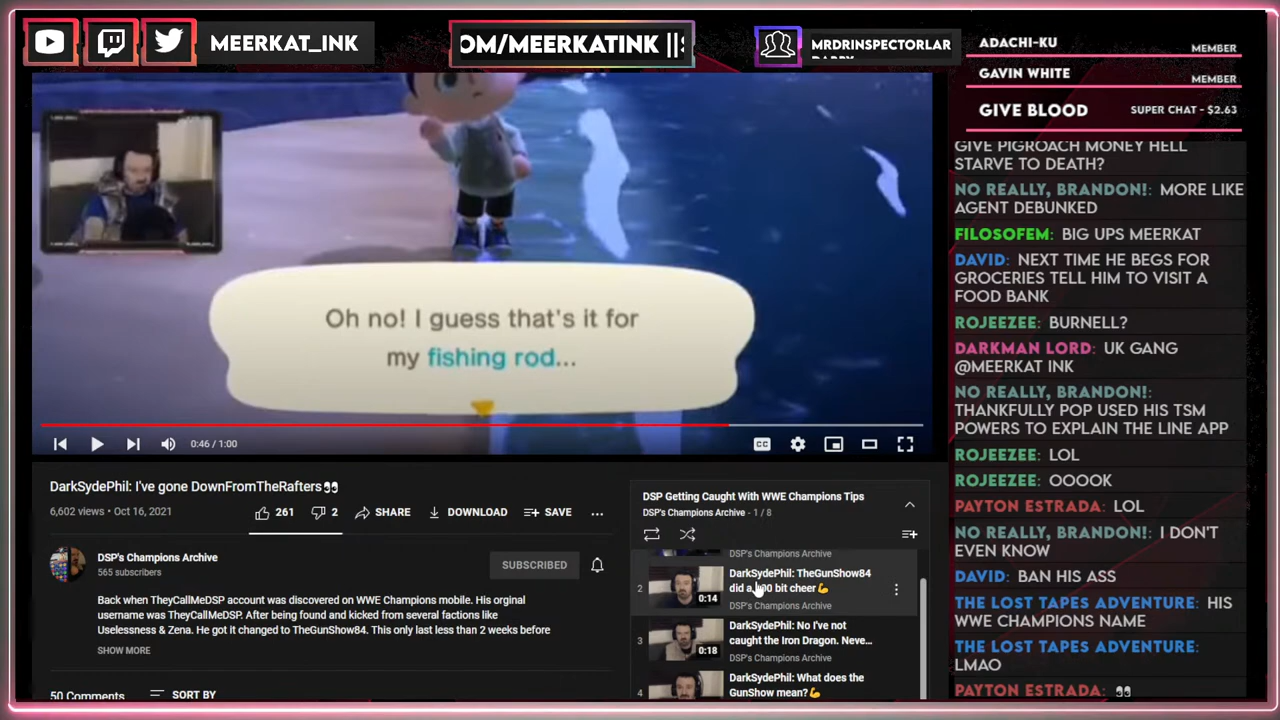 MEERKAT_INK
OM/MEERKATINK ||
MRDRINSPECTORLAR
ADACHI-KU MEMBER
GAVIN WHITE MEMBER
GIVE BLOOD SUPER CHAT - $2.63
GIVE PIGROACH MONEY HELL
STARVE TO DEATH?
NO REALLY, BRANDON!: MORE LIKE
AGENT DEBUNKED
FILOSOFEM: BIG UPS MEERKAT
DAVID: NEXT TIME HE BEGS FOR
GROCERIES TELL HIM TO VISIT A
FOOD BANK
ROJEEZEE: BURNELL?
DARKMAN LORD: UK GANG
@MEERKAT INK
NO REALLY, BRANDON!:
THANKFULLY POP USED HIS TSM
POWERS TO EXPLAIN THE LINE APP
ROJEEZEE: LOL
ROJEEZEE: OOOOK
PAYTON ESTRADA: LOL
NO REALLY, BRANDON!: I DON'T
EVEN KNOW
DAVID: BAN HIS ASS
THE LOST TAPES ADVENTURE: HIS
WWE CHAMPIONS NAME
THE LOST TAPES ADVENTURE:
LMAO
PAYTON ESTRADA: 👀
Oh no! I guess that's it for
my fishing rod...
0:46 / 1:00
CC
DarkSydePhil: I've gone DownFromTheRafters👀
6,602 views • Oct 16, 2021
261
2
SHARE
DOWNLOAD
SAVE
DSP's Champions Archive
565 subscribers
SUBSCRIBED
Back when TheyCallMeDSP account was discovered on WWE Champions mobile. His orginal
username was TheyCallMeDSP. After being found and kicked from several factions like
Uselessness & Zena. He got it changed to TheGunShow84. This only last less than 2 weeks before
SHOW MORE
50 Comments
SORT BY
DSP Getting Caught With WWE Champions Tips
DSP's Champions Archive - 1 / 8
DSP's Champions Archive
2
0:14
DarkSydePhil: TheGunShow84
did a bit cheer💪
DSP's Champions Archive
3
0:18
DarkSydePhil: No I've not
caught the Iron Dragon. Neve...
DSP's Champions Archive
4
DarkSydePhil: What does the
GunShow mean?💪